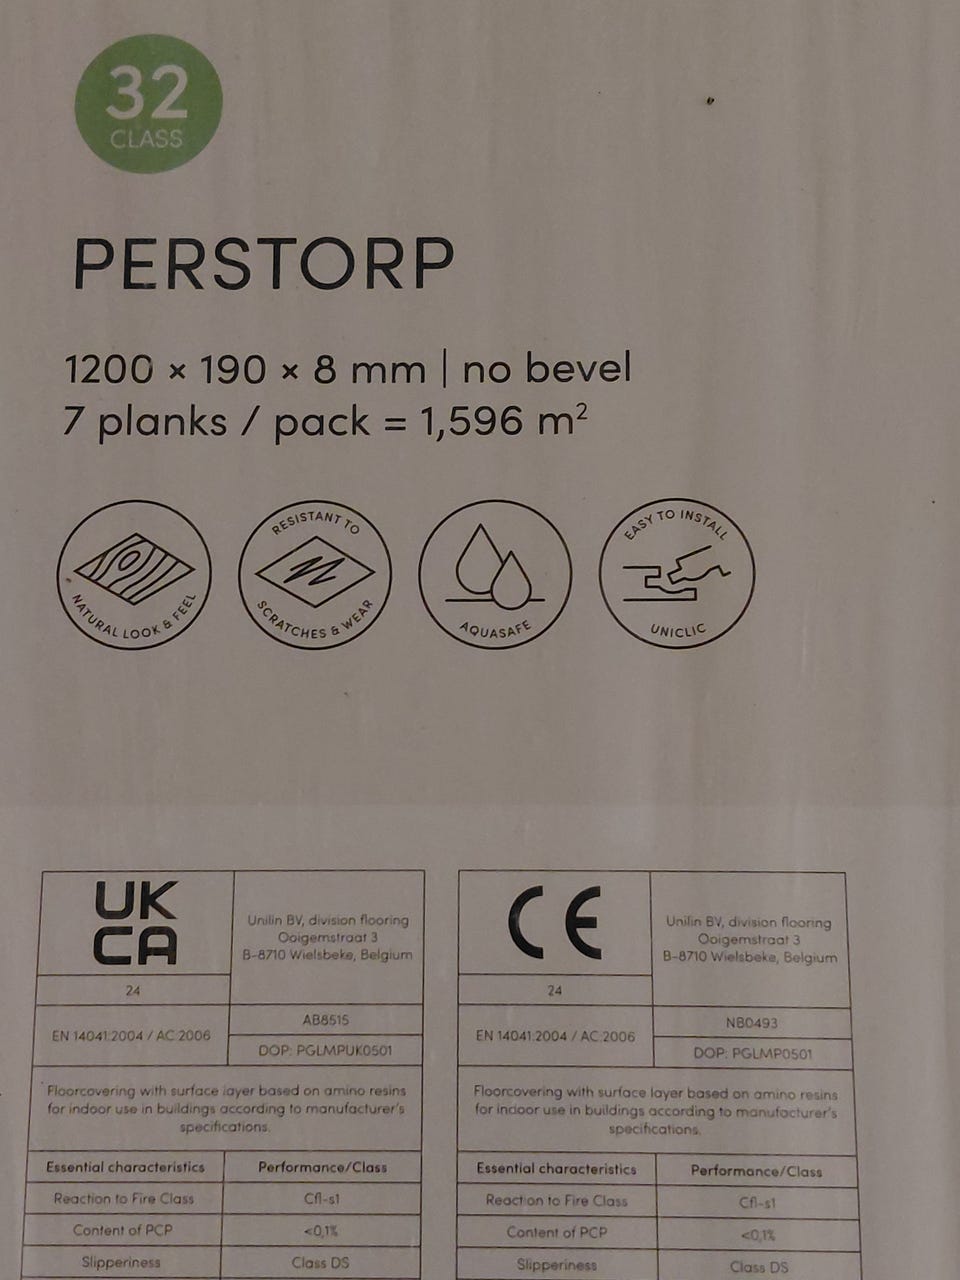 32
CLASS
PERSTORP
1200 × 190 × 8 mm | no bevel
7 planks / pack = 1,596 m²
NATURAL LOOK & FEEL
RESISTANT TO
SCRATCHES & WEAR
AQUASAFE
EASY TO INSTALL
UNICLIC
UK
CA
Unilin BV, division flooring
Ooigemstraat 3
B-8710 Wielsbeke, Belgium
24
EN 14041:2004 / AC:2006
AB8515
DOP: PGLMPUK0501
Floorcovering with surface layer based on amino resins
for indoor use in buildings according to manufacturer's
specifications.
Essential characteristics Performance/Class
Reaction to Fire Class Cfl-s1
Content of PCP <0,1%
Slipperiness Class DS
CE
Unilin BV, division flooring
Ooigemstraat 3
B-8710 Wielsbeke, Belgium
24
EN 14041:2004 / AC:2006
NB0493
DOP: PGLMP0501
Floorcovering with surface layer based on amino resins
for indoor use in buildings according to manufacturer's
specifications.
Essential characteristics Performance/Class
Reaction to Fire Class Cfl-s1
Content of PCP <0,1%
Slipperiness Class DS